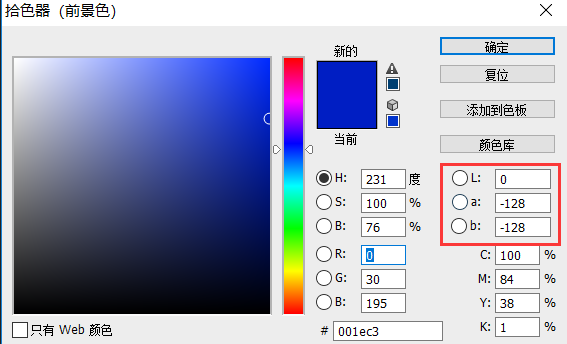 拾色器（前景色）
新的
当前
确定
复位
添加到色板
颜色库
H: 231 度
S: 100 %
B: 76 %
R: 0
G: 30
B: 195
L: 0
a: -128
b: -128
C: 100 %
M: 84 %
Y: 38 %
K: 1 %
# 001ec3
只有 Web 颜色